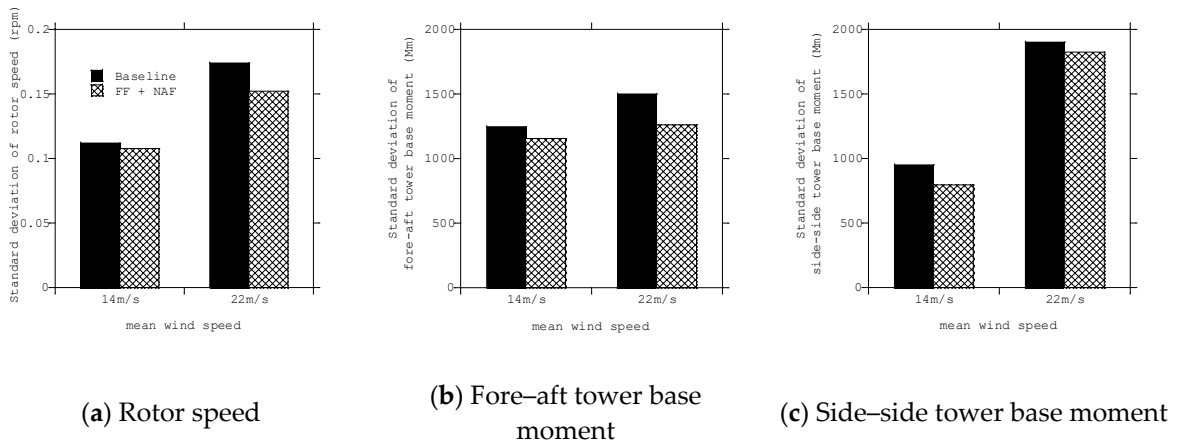 Standard deviation of rotor speed (rpm)
0.2
0.15
0.1
0.05
0
Baseline
FF + NAF
14m/s
22m/s
mean wind speed
(a) Rotor speed
Standard deviation of
fore-aft tower base moment (Mm)
2000
1500
1000
500
0
14m/s
22m/s
mean wind speed
(b) Fore–aft tower base
moment
Standard deviation of
side-side tower base moment (Mm)
2000
1500
1000
500
0
14m/s
22m/s
mean wind speed
(c) Side–side tower base moment